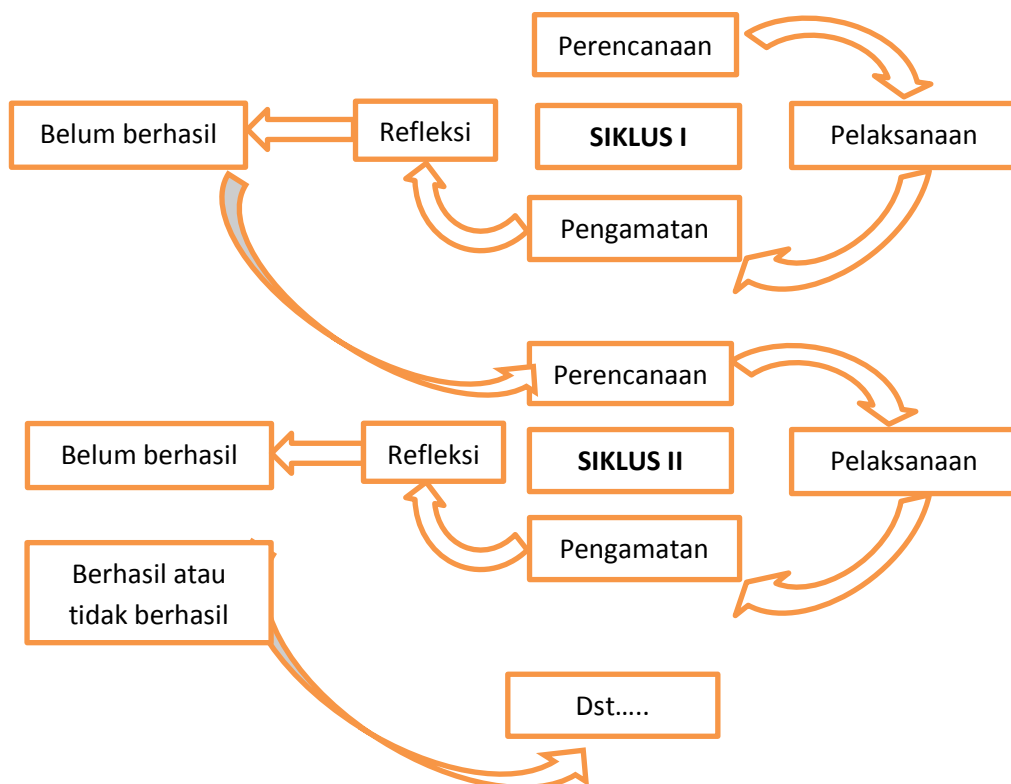 Perencanaan
Belum berhasil
Refleksi
SIKLUS I
Pelaksanaan
Pengamatan
Perencanaan
Belum berhasil
Refleksi
SIKLUS II
Pelaksanaan
Pengamatan
Berhasil atau
tidak berhasil
Dst.....